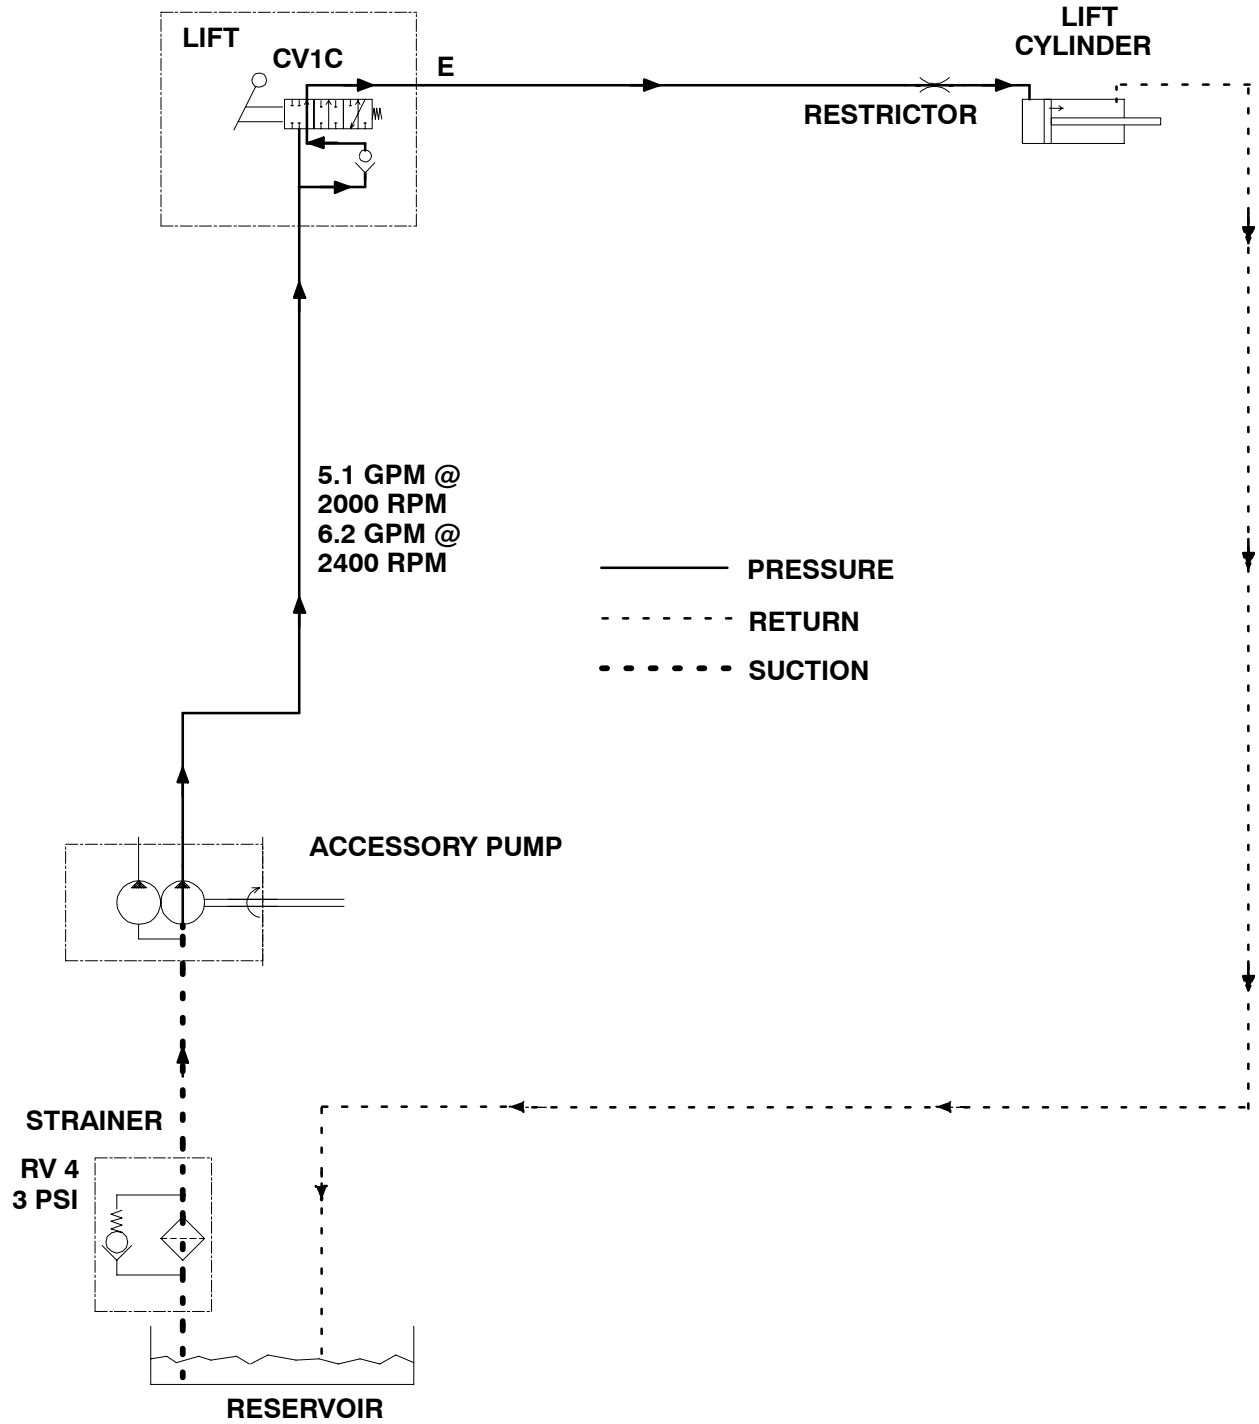 LIFT
CV1C
E
LIFT
CYLINDER
RESTRICTOR
5.1 GPM @
2000 RPM
6.2 GPM @
2400 RPM
PRESSURE
RETURN
SUCTION
ACCESSORY PUMP
STRAINER
RV 4
3 PSI
RESERVOIR